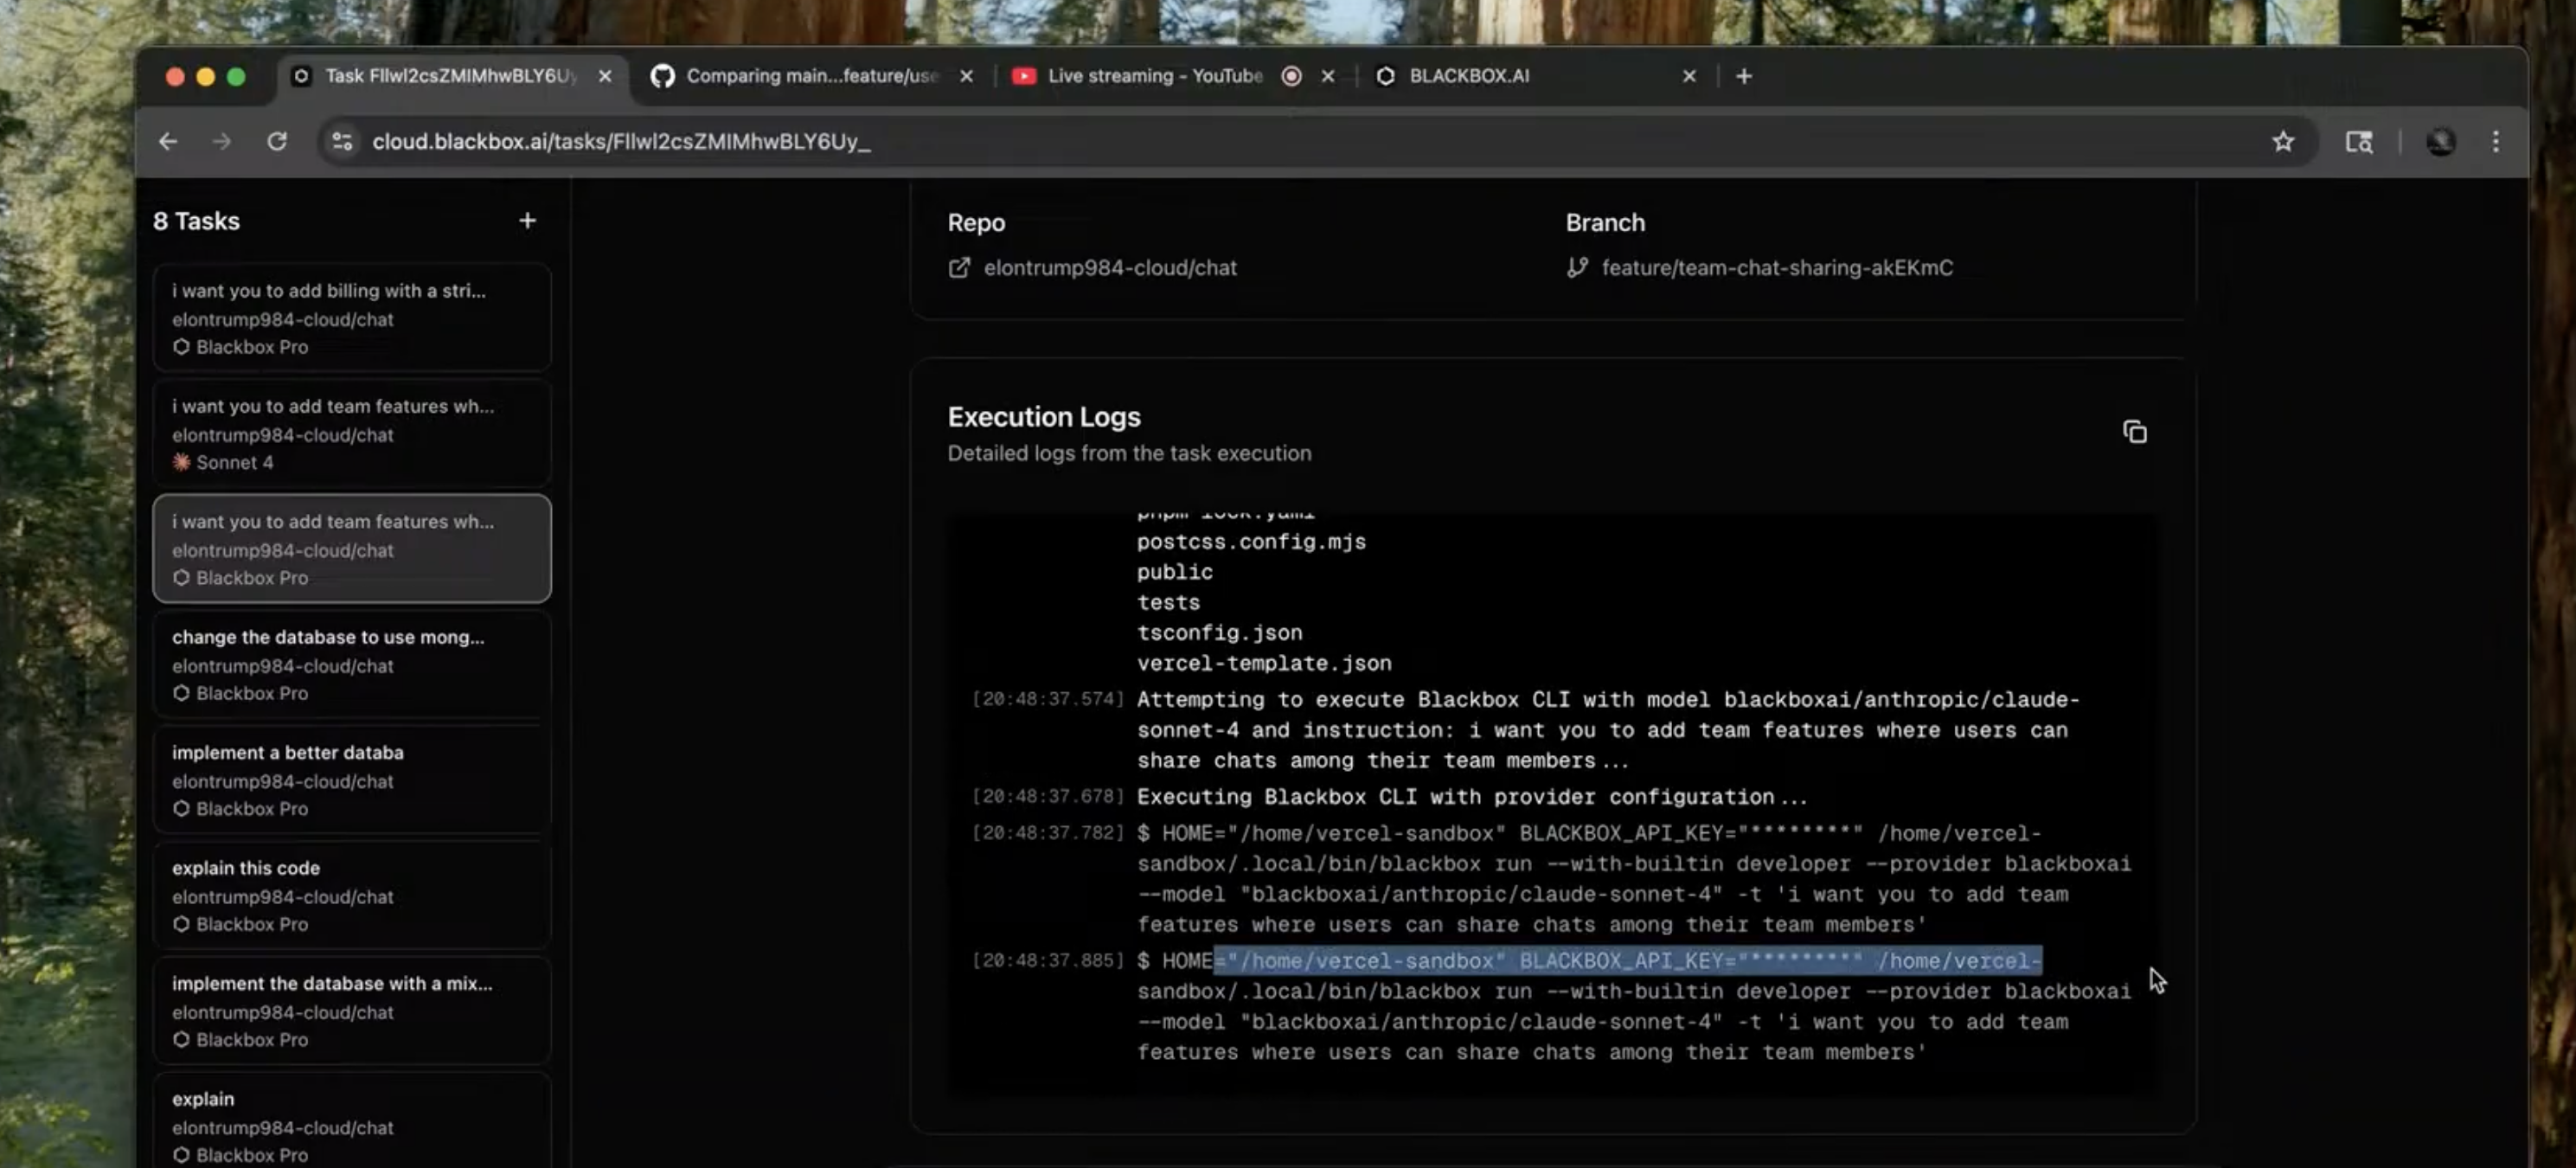 Task FIlwl2csZMIMhwBLY6Uy
Comparing main...feature/use
Live streaming - YouTube
BLACKBOX.AI
cloud.blackbox.ai/tasks/FIlwl2csZMIMhwBLY6Uy_
8 Tasks
i want you to add billing with a stri...
elontrump984-cloud/chat
Blackbox Pro
i want you to add team features wh...
elontrump984-cloud/chat
Sonnet 4
i want you to add team features wh...
elontrump984-cloud/chat
Blackbox Pro
change the database to use mong...
elontrump984-cloud/chat
Blackbox Pro
implement a better databa
elontrump984-cloud/chat
Blackbox Pro
explain this code
elontrump984-cloud/chat
Blackbox Pro
implement the database with a mix...
elontrump984-cloud/chat
Blackbox Pro
explain
elontrump984-cloud/chat
Blackbox Pro
Repo
elontrump984-cloud/chat
Branch
feature/team-chat-sharing-akEKmC
Execution Logs
Detailed logs from the task execution
pnpm-lock.yaml
postcss.config.mjs
public
tests
tsconfig.json
vercel-template.json
[20:48:37.574] Attempting to execute Blackbox CLI with model blackboxai/anthropic/claude-
sonnet-4 and instruction: i want you to add team features where users can
share chats among their team members...
[20:48:37.678] Executing Blackbox CLI with provider configuration...
[20:48:37.782] $ HOME="/home/vercel-sandbox" BLACKBOX_API_KEY="********" /home/vercel-
sandbox/.local/bin/blackbox run --with-builtin developer --provider blackboxai
--model "blackboxai/anthropic/claude-sonnet-4" -t 'i want you to add team
features where users can share chats among their team members'
[20:48:37.885] $ HOME="/home/vercel-sandbox" BLACKBOX_API_KEY="********" /home/vercel-
sandbox/.local/bin/blackbox run --with-builtin developer --provider blackboxai
--model "blackboxai/anthropic/claude-sonnet-4" -t 'i want you to add team
features where users can share chats among their team members'